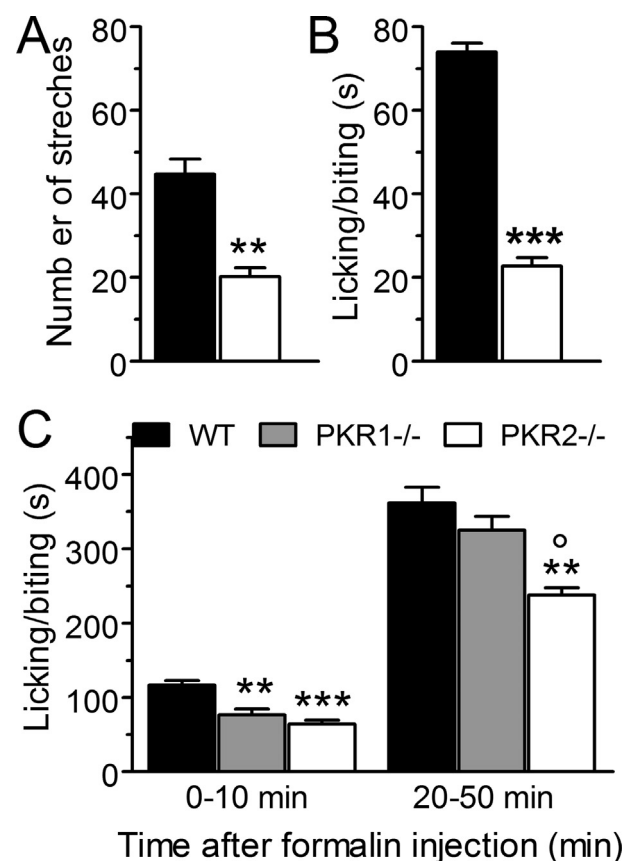 A
Numb er of streches
80
60
40
20
0
**
B
Licking/biting (s)
80
60
40
20
0
***
C
WT PKR1-/- PKR2-/-
Licking/biting (s)
400
300
200
100
0
**
***
°
**
0-10 min 20-50 min
Time after formalin injection (min)